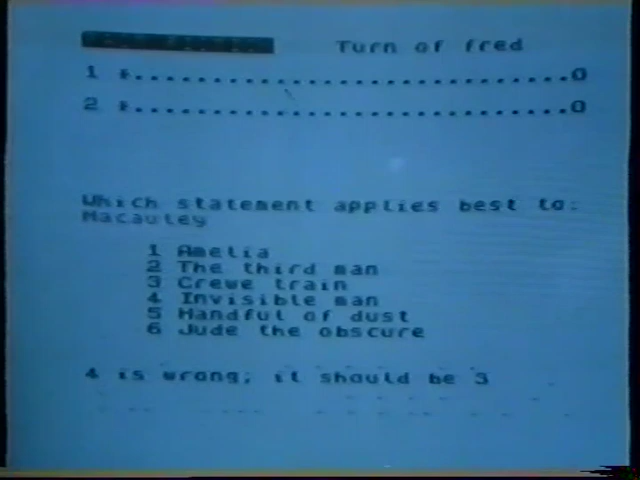 Turn of fred
1 *..............................0
2 *..............................0
Which statement applies best to:
Macauley
1 Amelia
2 The third man
3 Crewe train
4 Invisible man
5 Handful of dust
6 Jude the obscure
4 is wrong; it should be 3